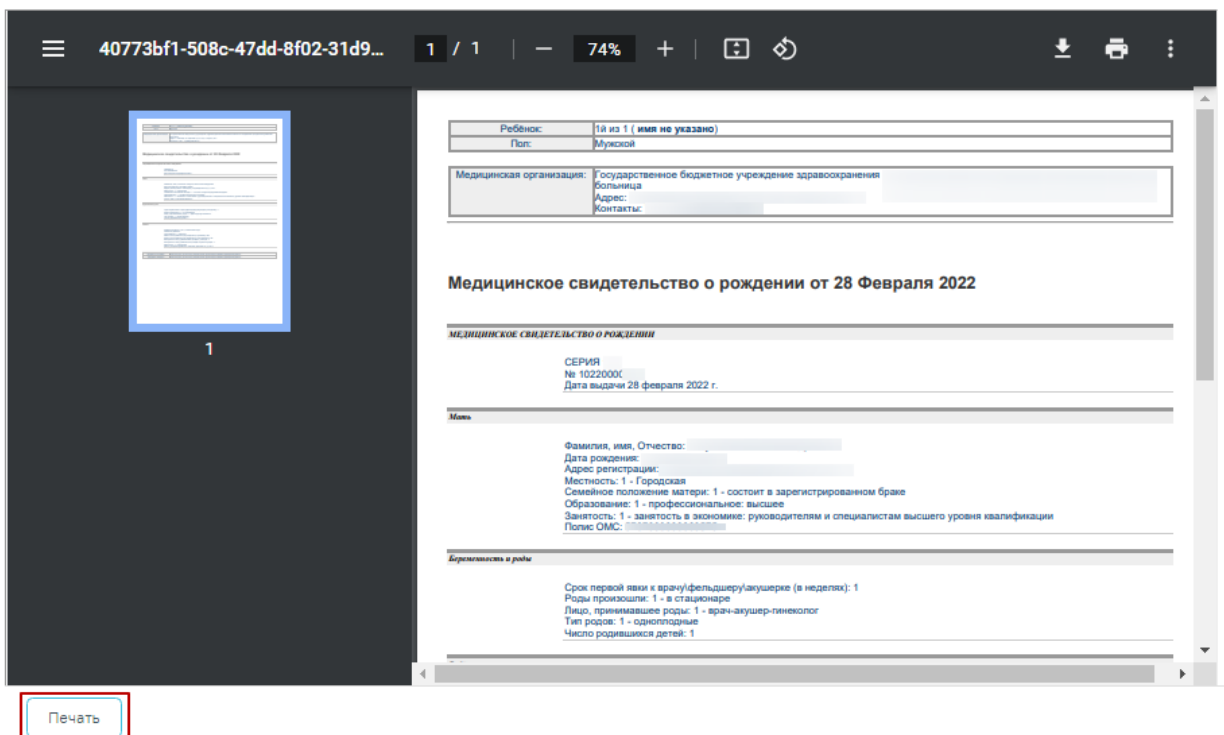 40773bf1-508c-47dd-8f02-31d9... 1 / 1 74%
1
Ребёнок: 1й из 1 ( имя не указано)
Пол: Мужской
Медицинская организация: Государственное бюджетное учреждение здравоохранения
больница
Адрес:
Контакты:
Медицинское свидетельство о рождении от 28 Февраля 2022
МЕДИЦИНСКОЕ СВИДЕТЕЛЬСТВО О РОЖДЕНИИ
СЕРИЯ
№ 1022000
Дата выдачи 28 февраля 2022 г.
Мать
Фамилия, имя, Отчество:
Дата рождения:
Адрес регистрации:
Местность: 1 - Городская
Семейное положение матери: 1 - состоит в зарегистрированном браке
Образование: 1 - профессиональное: высшее
Занятость: 1 - занятость в экономике: руководителям и специалистам высшего уровня квалификации
Полис ОМС:
Беременность и роды
Срок первой явки к врачу\фельдшеру\акушерке (в неделях): 1
Роды произошли: 1 - в стационаре
Лицо, принимавшее роды: 1 - врач-акушер-гинеколог
Тип родов: 1 - одноплодные
Число родившихся детей: 1
Печать